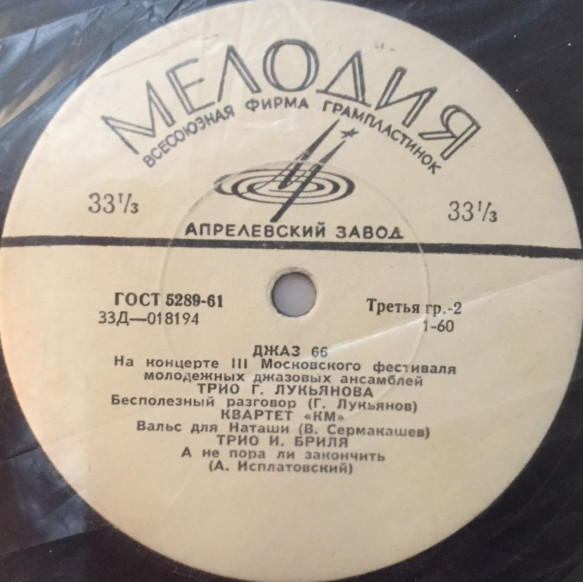 МЕЛОДИЯ
ВСЕСОЮЗНАЯ ФИРМА ГРАМПЛАСТИНОК
33⅓ 33⅓
АПРЕЛЕВСКИЙ ЗАВОД
ГОСТ 5289-61 Третья гр.-2
33Д—018194 1-60
ДЖАЗ 66
На концерте III Московского фестиваля
молодежных джазовых ансамблей
ТРИО Г. ЛУКЬЯНОВА
Бесполезный разговор (Г. Лукьянов)
КВАРТЕТ «КМ»
Вальс для Наташи (В. Сермакашев)
ТРИО И. БРИЛЯ
А не пора ли закончить
(А. Исплатовский)